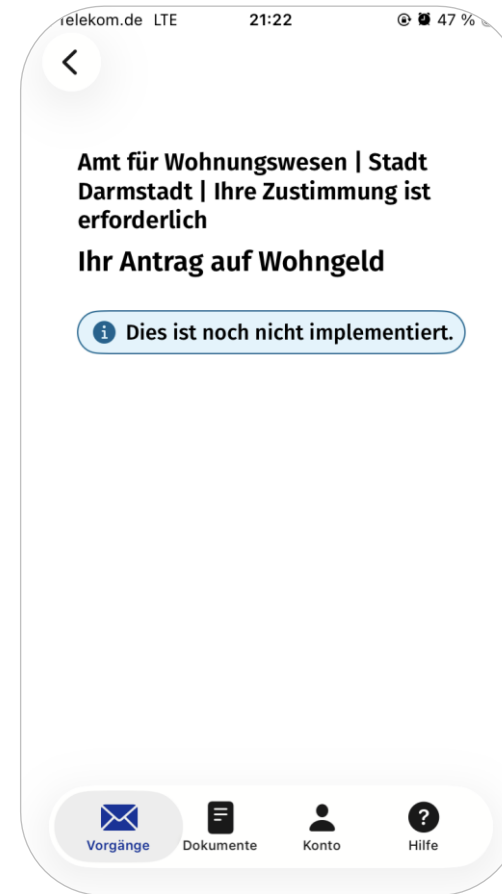 Telekom.de LTE 21:22 47 %
Amt für Wohnungswesen | Stadt
Darmstadt | Ihre Zustimmung ist
erforderlich
Ihr Antrag auf Wohngeld
i Dies ist noch nicht implementiert.
Vorgänge Dokumente Konto ? Hilfe